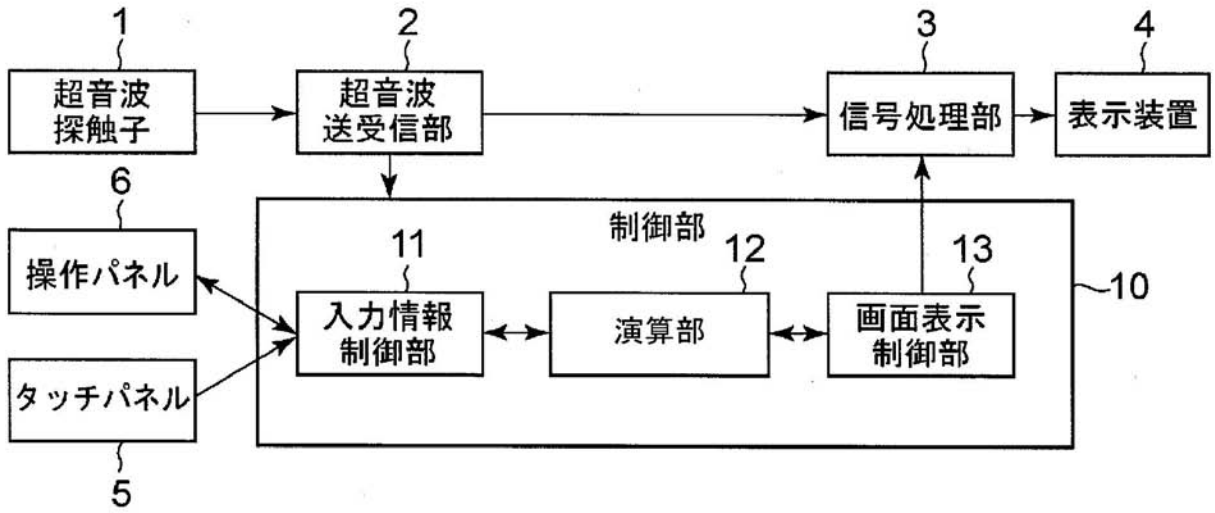 1
超音波
探触子
2
超音波
送受信部
3
信号処理部
4
表示装置
6
操作パネル
タッチパネル
5
制御部
10
11
入力情報
制御部
12
演算部
13
画面表示
制御部